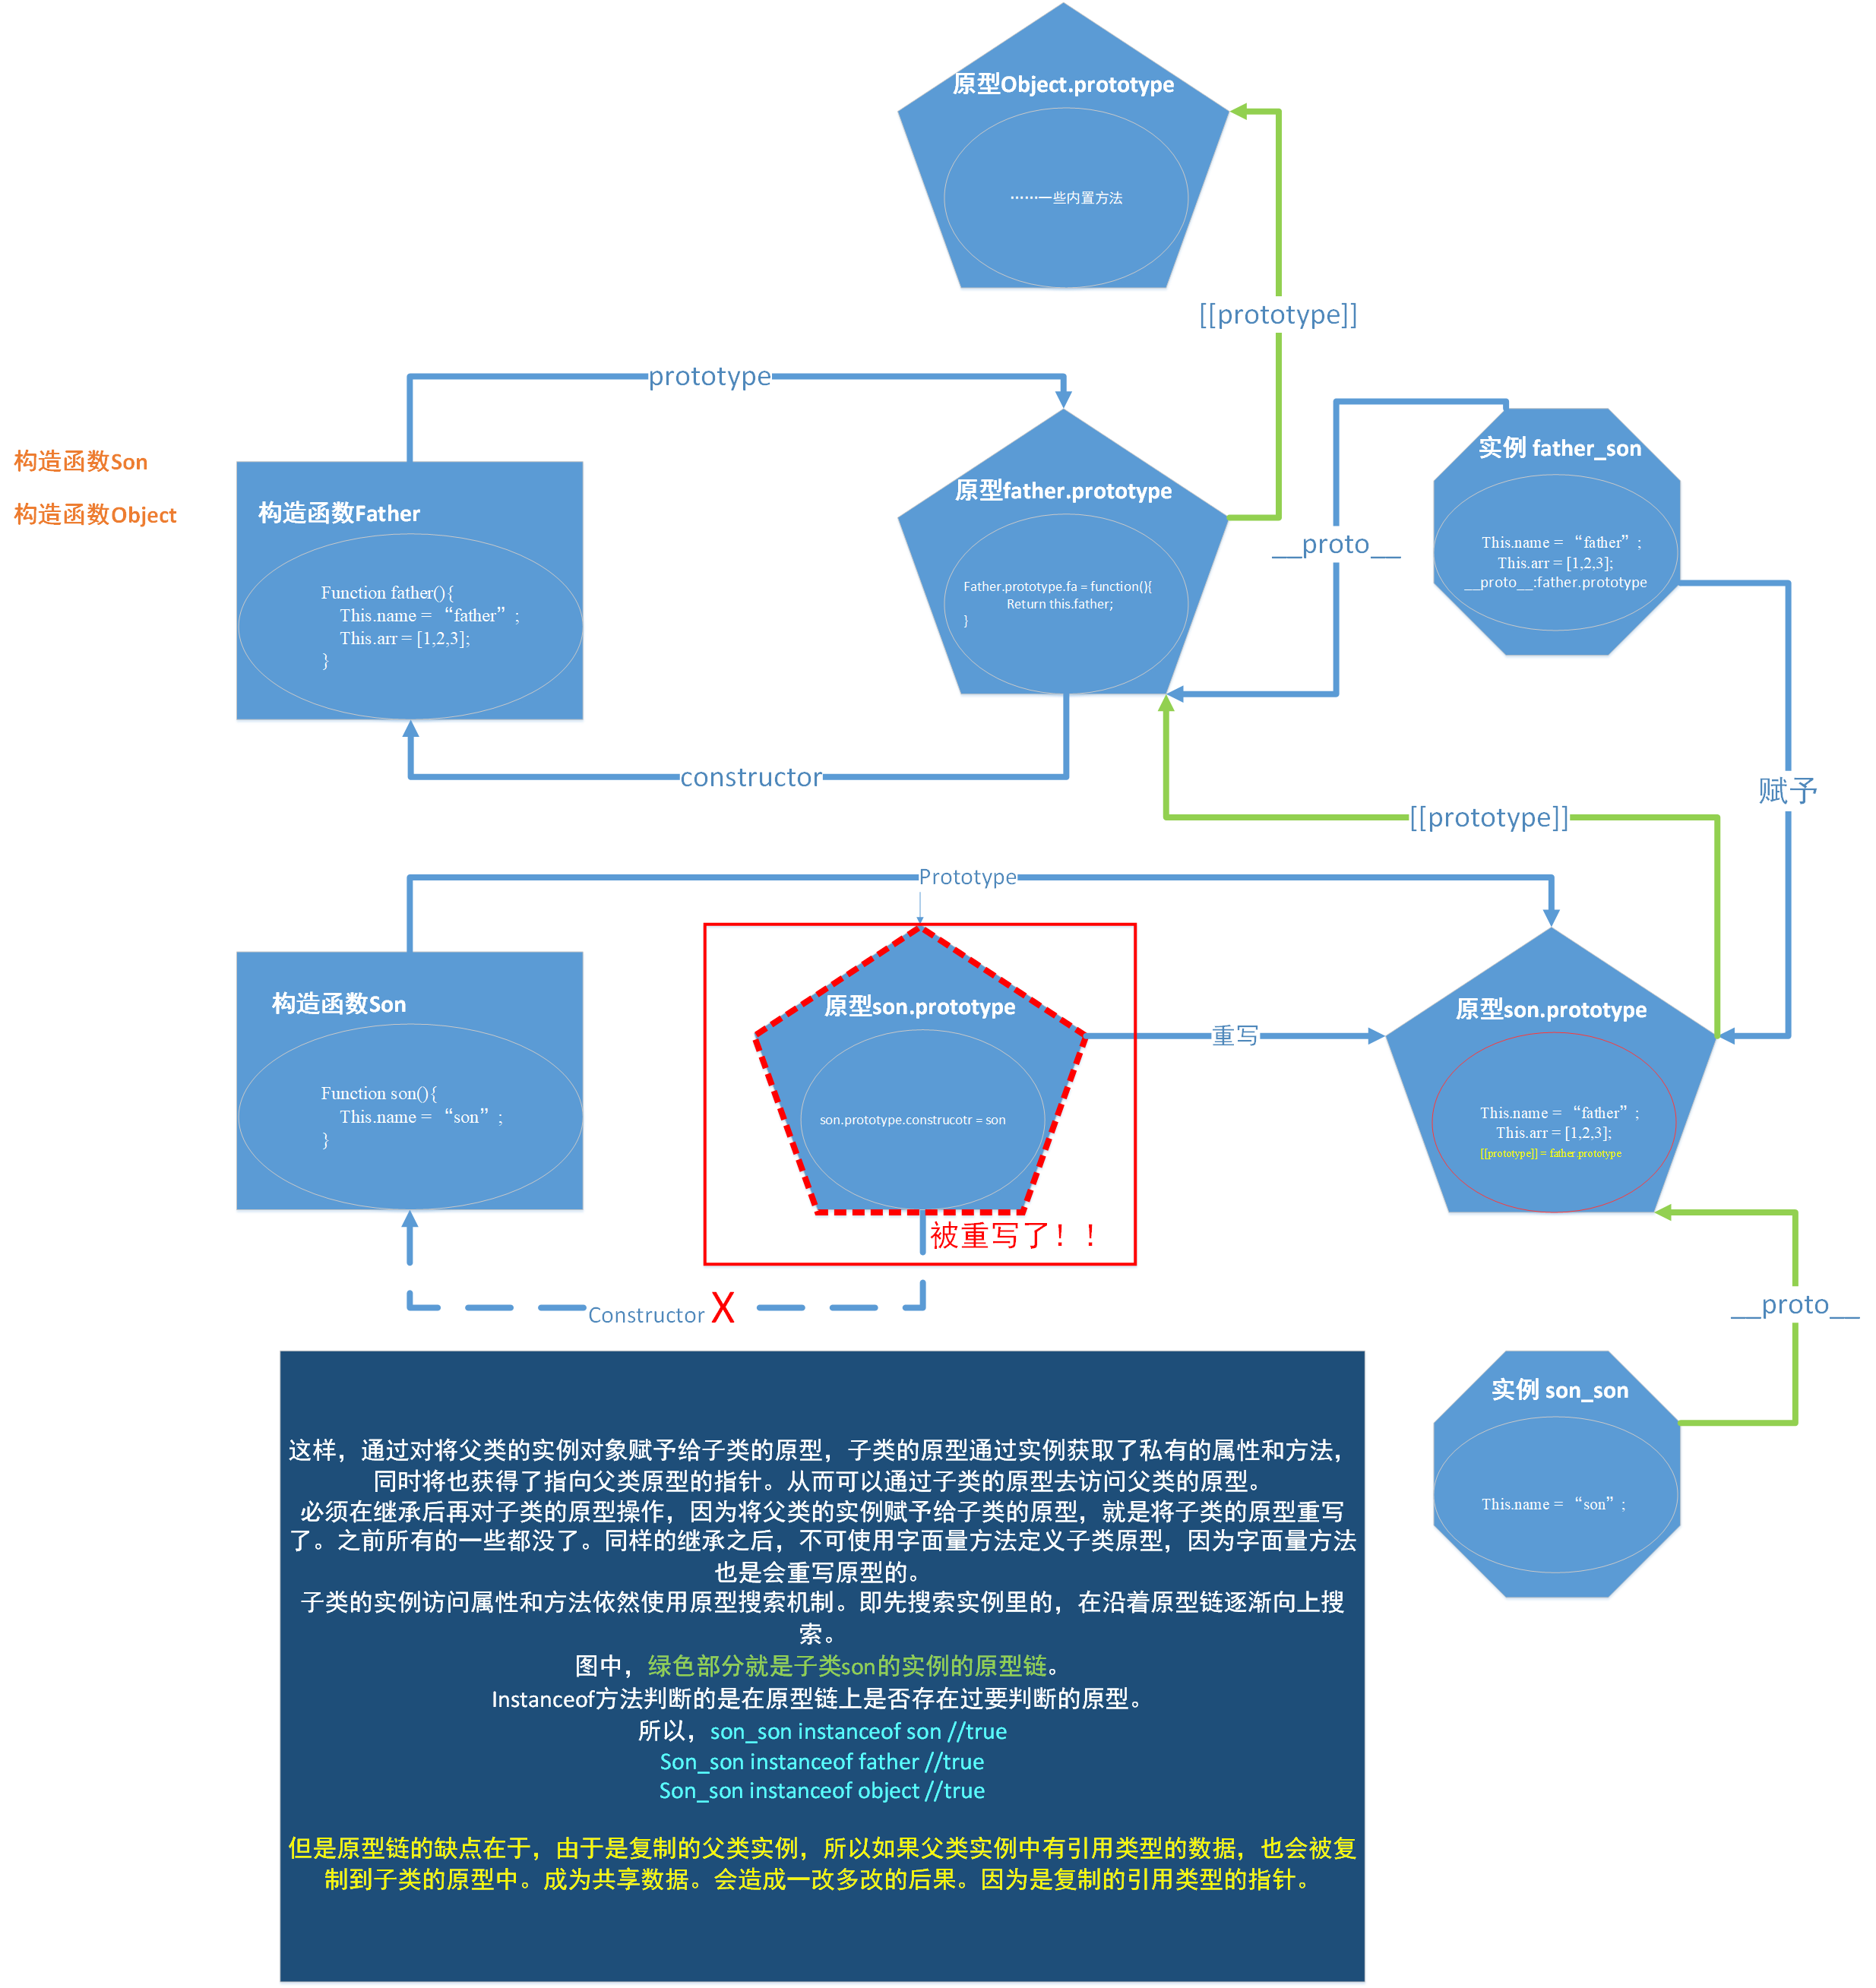 原型Object.prototype
……一些内置方法
[[prototype]]
prototype
构造函数Son
构造函数Object
构造函数Father
Function father(){
This.name = “father”;
This.arr = [1,2,3];
}
原型father.prototype
Father.prototype.fa = function(){
Return this.father;
}
__proto__
实例 father_son
This.name = “father”;
This.arr = [1,2,3];
__proto__:father.prototype
constructor
赋予
[[prototype]]
Prototype
构造函数Son
Function son(){
This.name = “son”;
}
原型son.prototype
son.prototype.construcotr = son
被重写了！！
重写
原型son.prototype
This.name = “father”;
This.arr = [1,2,3];
[[prototype]] = father.prototype
Constructor X
__proto__
实例 son_son
This.name = “son”;
这样，通过对将父类的实例对象赋予给子类的原型，子类的原型通过实例获取了私有的属性和方法，
同时将也获得了指向父类原型的指针。从而可以通过子类的原型去访问父类的原型。
必须在继承后再对子类的原型操作，因为将父类的实例赋予给子类的原型，就是将子类的原型重写
了。之前所有的一些都没了。同样的继承之后，不可使用字面量方法定义子类原型，因为字面量方法
也是会重写原型的。
子类的实例访问属性和方法依然使用原型搜索机制。即先搜索实例里的，在沿着原型链逐渐向上搜
索。
图中，绿色部分就是子类son的实例的原型链。
Instanceof方法判断的是在原型链上是否存在过要判断的原型。
所以，son_son instanceof son //true
Son_son instanceof father //true
Son_son instanceof object //true
但是原型链的缺点在于，由于是复制的父类实例，所以如果父类实例中有引用类型的数据，也会被复
制到子类的原型中。成为共享数据。会造成一改多改的后果。因为是复制的引用类型的指针。